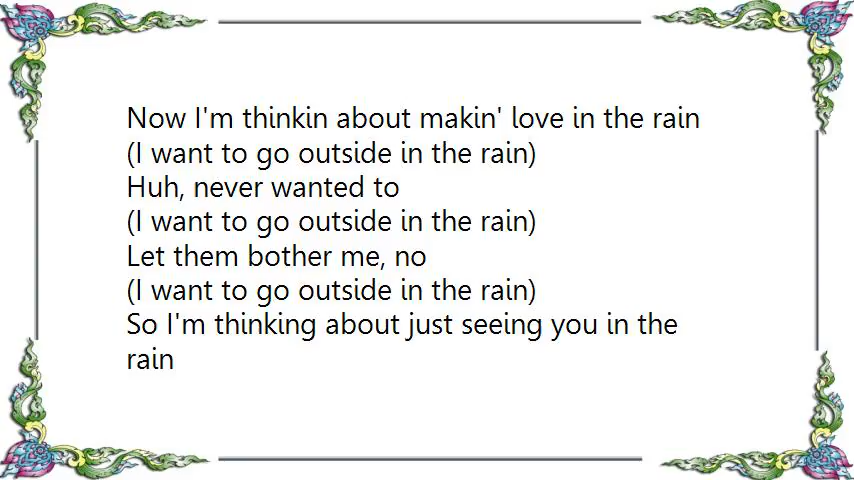 Now I'm thinkin about makin' love in the rain
(I want to go outside in the rain)
Huh, never wanted to
(I want to go outside in the rain)
Let them bother me, no
(I want to go outside in the rain)
So I'm thinking about just seeing you in the
rain